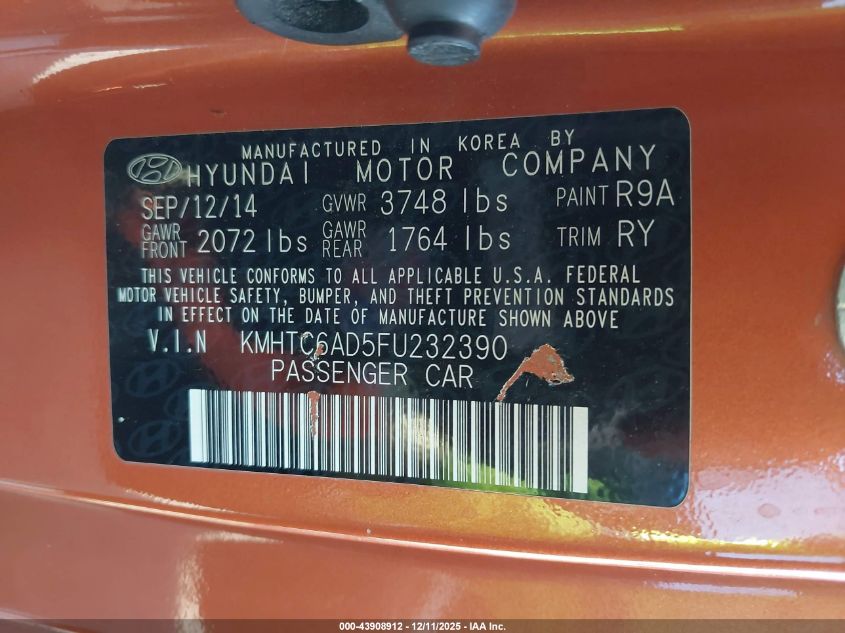 MANUFACTURED IN KOREA BY
HYUNDAI MOTOR COMPANY
SEP/12/14 GVWR 3748 lbs PAINT R9A
GAWR FRONT 2072 lbs GAWR REAR 1764 lbs TRIM RY
THIS VEHICLE CONFORMS TO ALL APPLICABLE U.S.A. FEDERAL
MOTOR VEHICLE SAFETY, BUMPER, AND THEFT PREVENTION STANDARDS
IN EFFECT ON THE DATE OF MANUFACTURE SHOWN ABOVE
V.I.N KMHTC6AD5FU232390
PASSENGER CAR
000-43908912 - 12/11/2025 - IAA Inc.